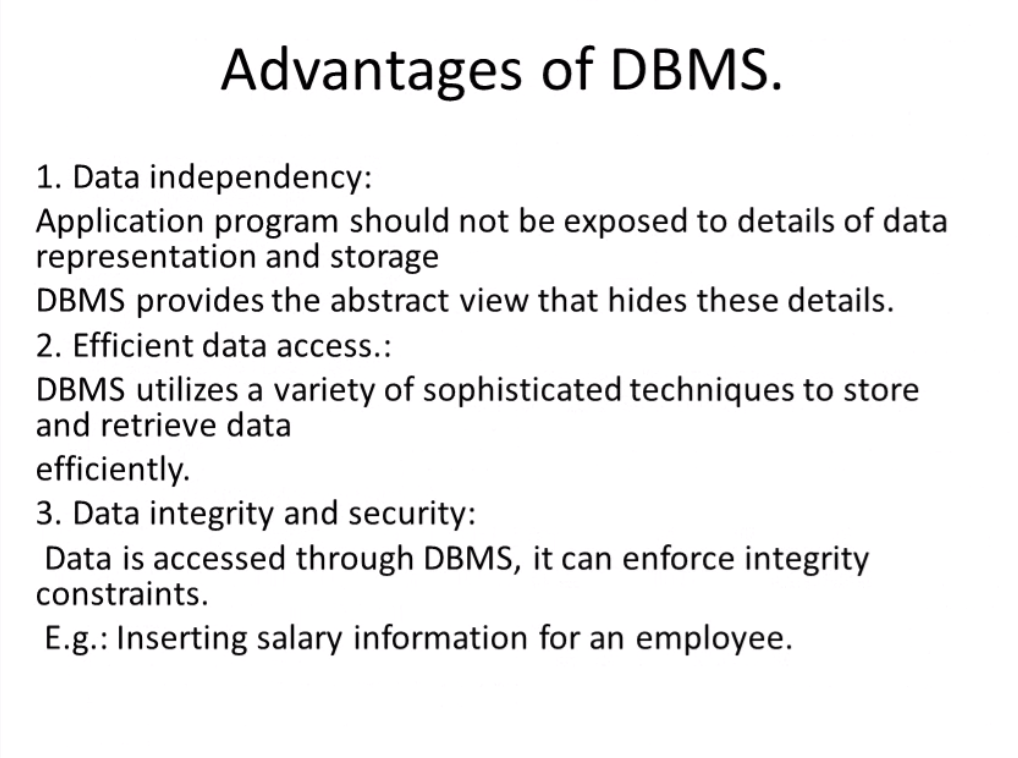 Advantages of DBMS.
1. Data independency:
Application program should not be exposed to details of data
representation and storage
DBMS provides the abstract view that hides these details.
2. Efficient data access.:
DBMS utilizes a variety of sophisticated techniques to store
and retrieve data
efficiently.
3. Data integrity and security:
Data is accessed through DBMS, it can enforce integrity
constraints.
E.g.: Inserting salary information for an employee.